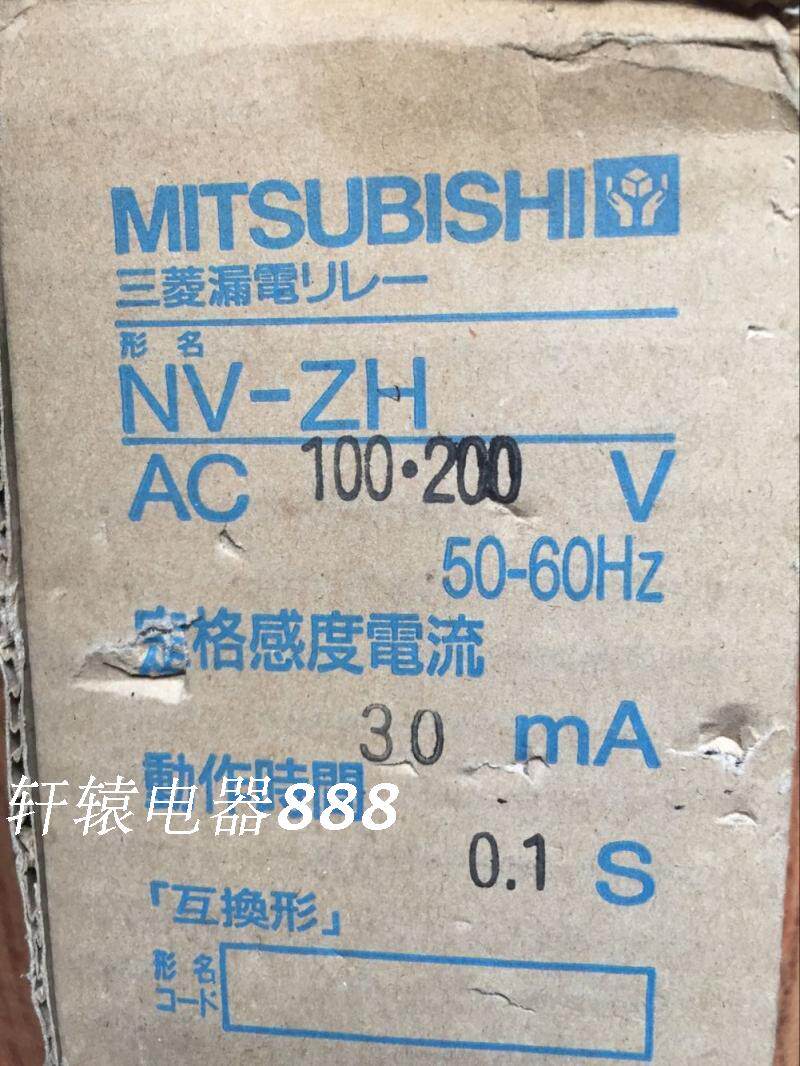 MITSUBISHI
三菱漏電リレー
形名
NV-ZH
AC 100·200 V
50-60Hz
定格感度電流
30 mA
動作時間
轩辕电器888
0.1 S
「互換形」
形名
コード